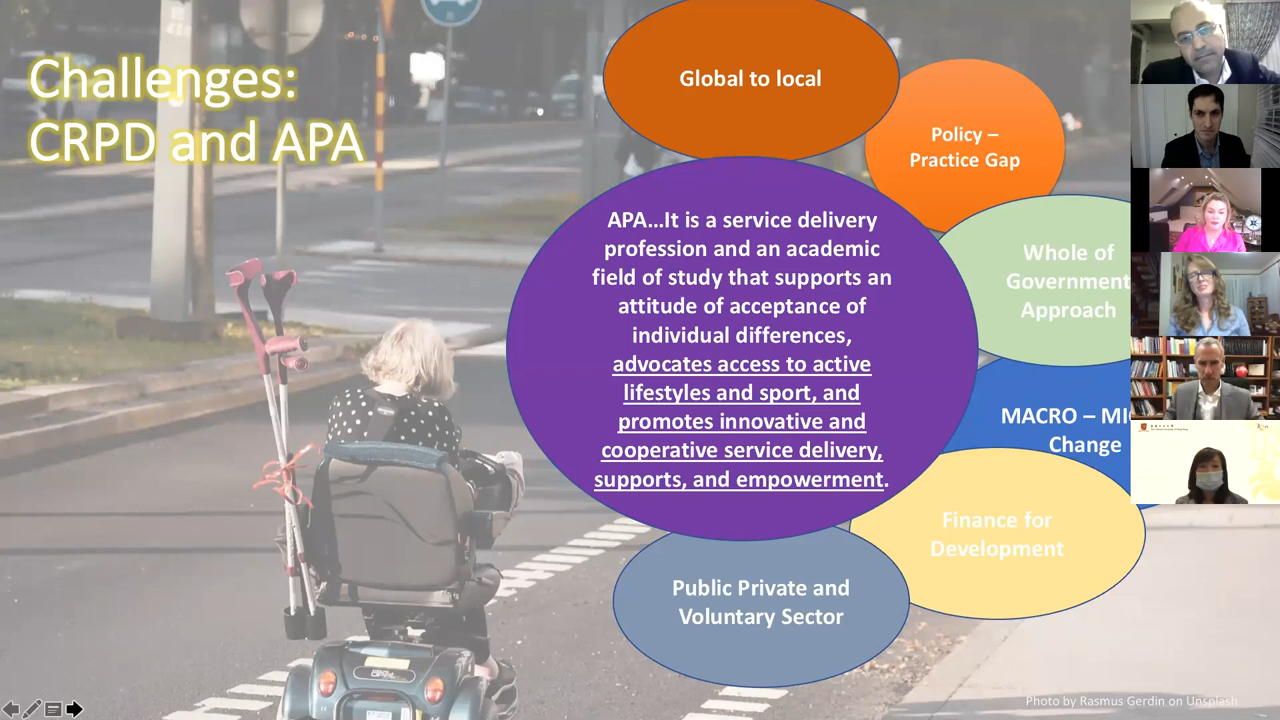 Challenges:
CRPD and APA
Global to local
Policy –
Practice Gap
APA...It is a service delivery
profession and an academic
field of study that supports an
attitude of acceptance of
individual differences,
advocates access to active
lifestyles and sport, and
promotes innovative and
cooperative service delivery,
supports, and empowerment.
Whole of
Government
Approach
MACRO – MI
Change
Finance for
Development
Public Private and
Voluntary Sector
Photo by Rasmus Gerdin on Unsplash